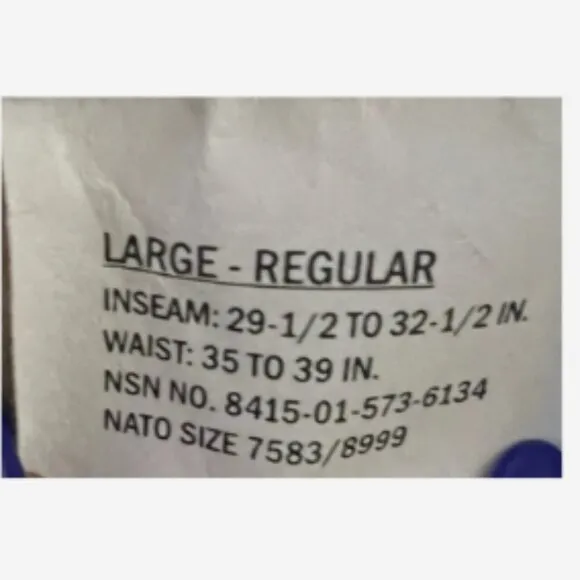 LARGE - REGULAR
INSEAM: 29-1/2 TO 32-1/2 IN.
WAIST: 35 TO 39 IN.
NSN NO. 8415-01-573-6134
NATO SIZE 7583/8999